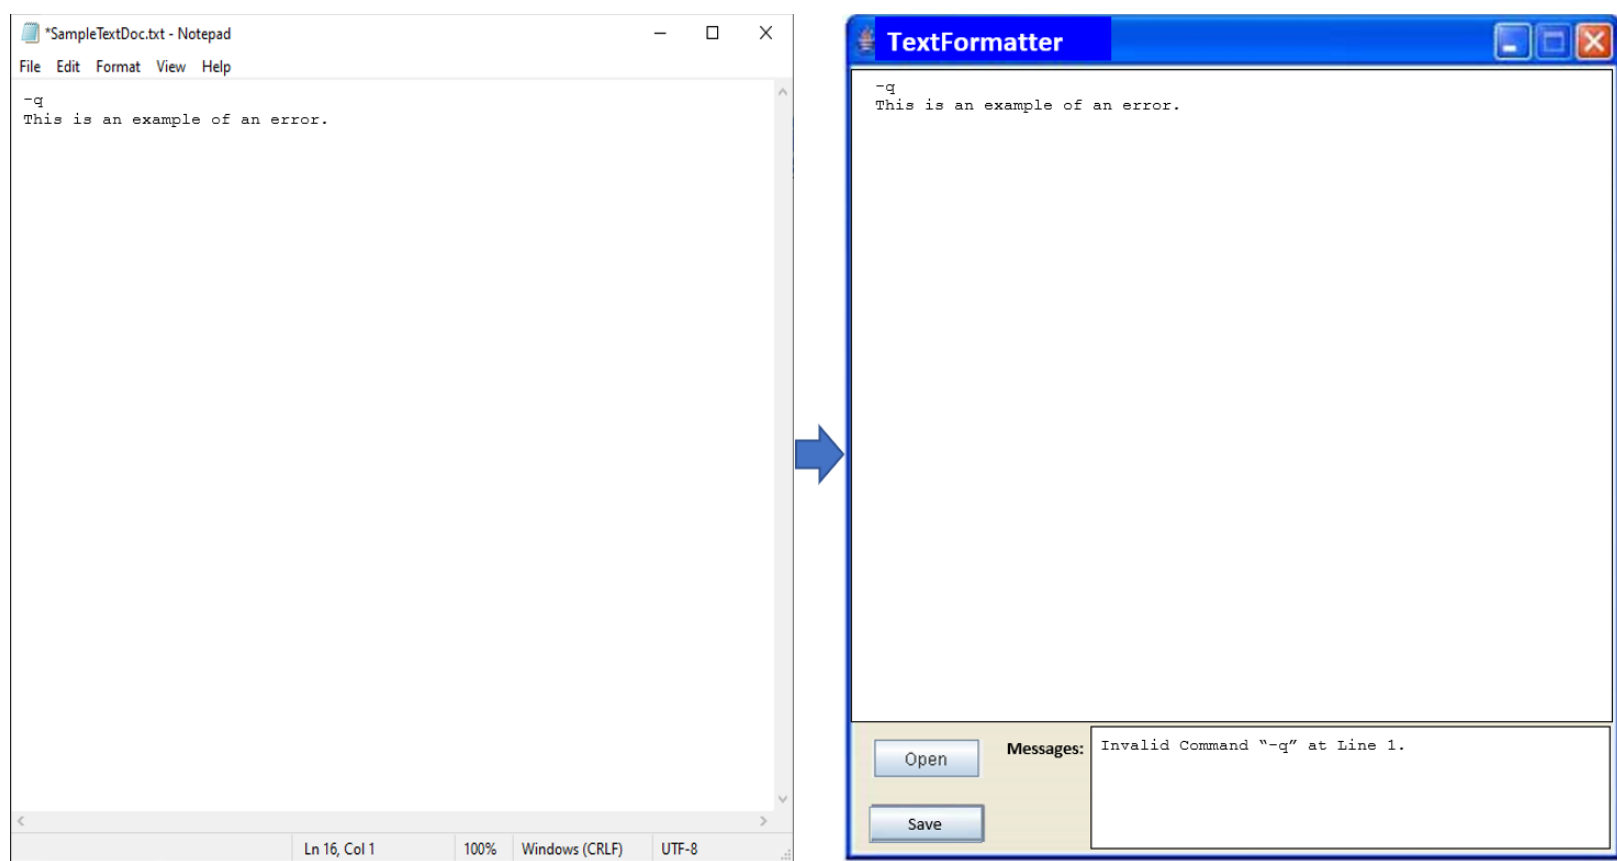 *SampleTextDoc.txt - Notepad
File Edit Format View Help
-q
This is an example of an error.
Ln 16, Col 1 100% Windows (CRLF) UTF-8
TextFormatter
-q
This is an example of an error.
Open
Messages:
Invalid Command “-q” at Line 1.
Save